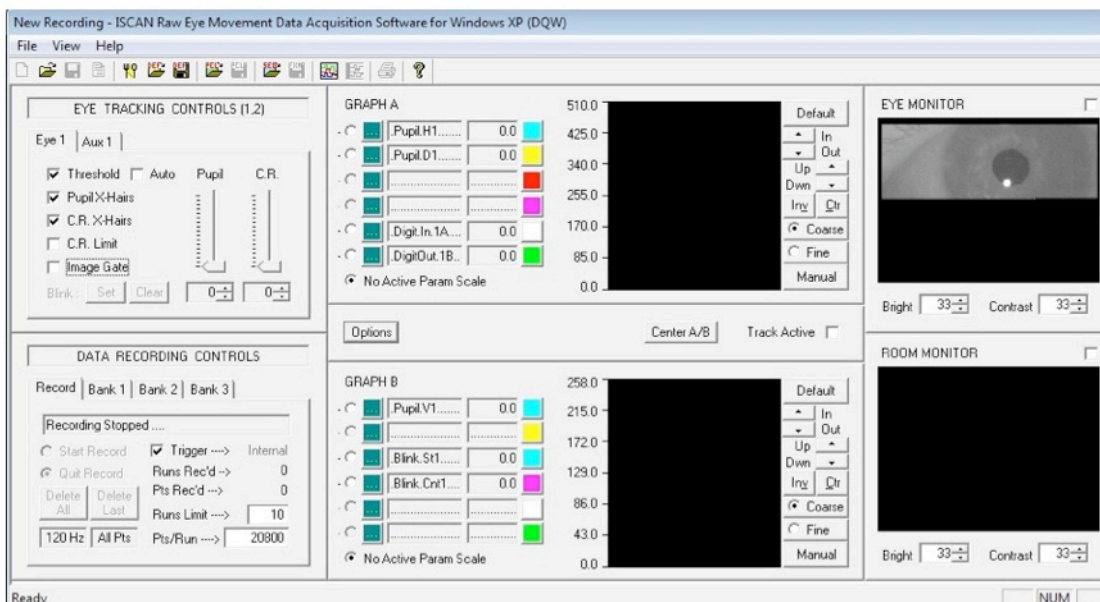 New Recording - ISCAN Raw Eye Movement Data Acquisition Software for Windows XP (DQW)
File View Help
EYE TRACKING CONTROLS (1,2)
Eye 1 Aux 1
Threshold Auto Pupil C.R.
Pupil X-Hairs
C.R. X-Hairs
C.R. Limit
Image Gate
Blink: Set Clear 0 0
DATA RECORDING CONTROLS
Record Bank 1 Bank 2 Bank 3
Recording Stopped ....
Start Record Trigger ----> Internal
Quit Record Runs Rec'd --> 0
Pts Rec'd ---> 0
Delete All Delete Last
Runs Limit ----> 10
120 Hz All Pts Pts/Run ----> 20800
GRAPH A
.Pupil.H1....... 0.0
.Pupil.D1....... 0.0
.Digit.In.1A.... 0.0
.DigitOut.1B.. 0.0
No Active Param Scale
510.0
425.0
340.0
255.0
170.0
85.0
0.0
Default
In
Out
Up
Dwn
Inv Ctr
Coarse
Fine
Manual
Options Center A/B Track Active
GRAPH B
.Pupil.V1....... 0.0
.Blink.St1...... 0.0
.Blink.Cnt1.... 0.0
No Active Param Scale
258.0
215.0
172.0
129.0
86.0
43.0
0.0
Default
In
Out
Up
Dwn
Inv Ctr
Coarse
Fine
Manual
EYE MONITOR
Bright 33 Contrast 33
ROOM MONITOR
Bright 33 Contrast 33
Ready NUM